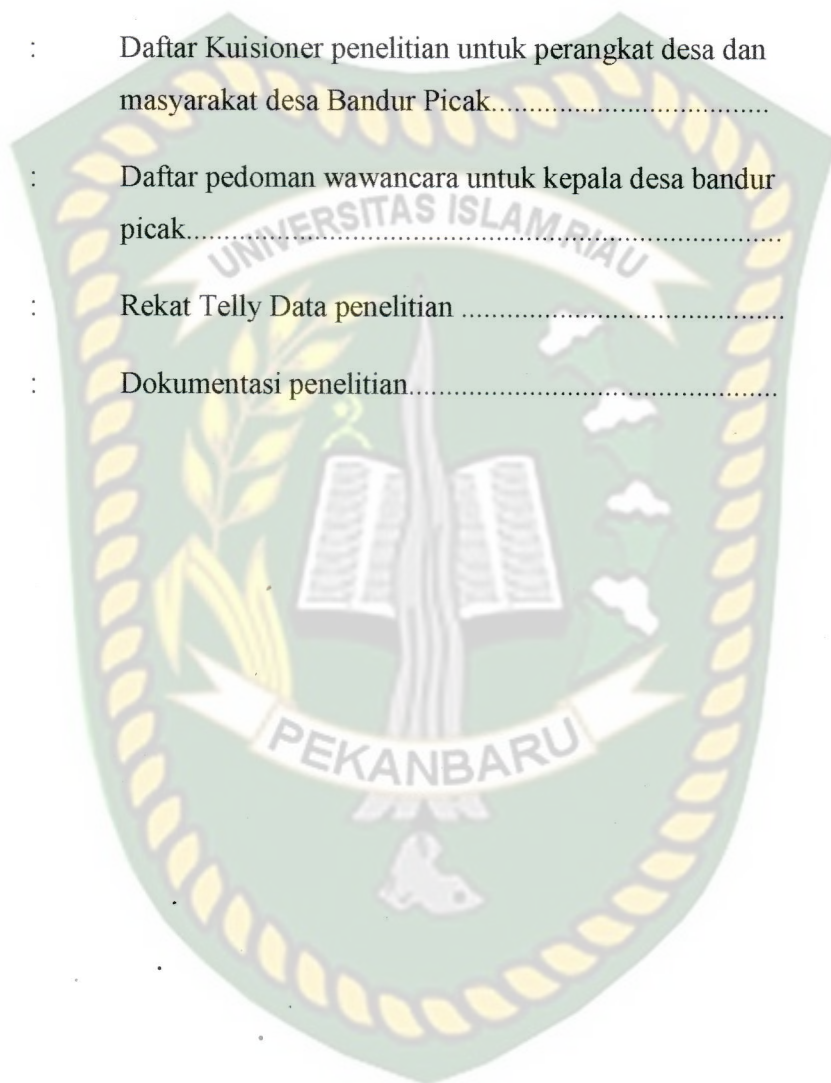 : Daftar Kuisioner penelitian untuk perangkat desa dan
masyarakat desa Bandur Picak...................................
: Daftar pedoman wawancara untuk kepala desa bandur
picak...........................................................................
UNIVERSITAS ISLAM RIAU
: Rekat Telly Data penelitian .........................................
: Dokumentasi penelitian...............................................
PEKANBARU